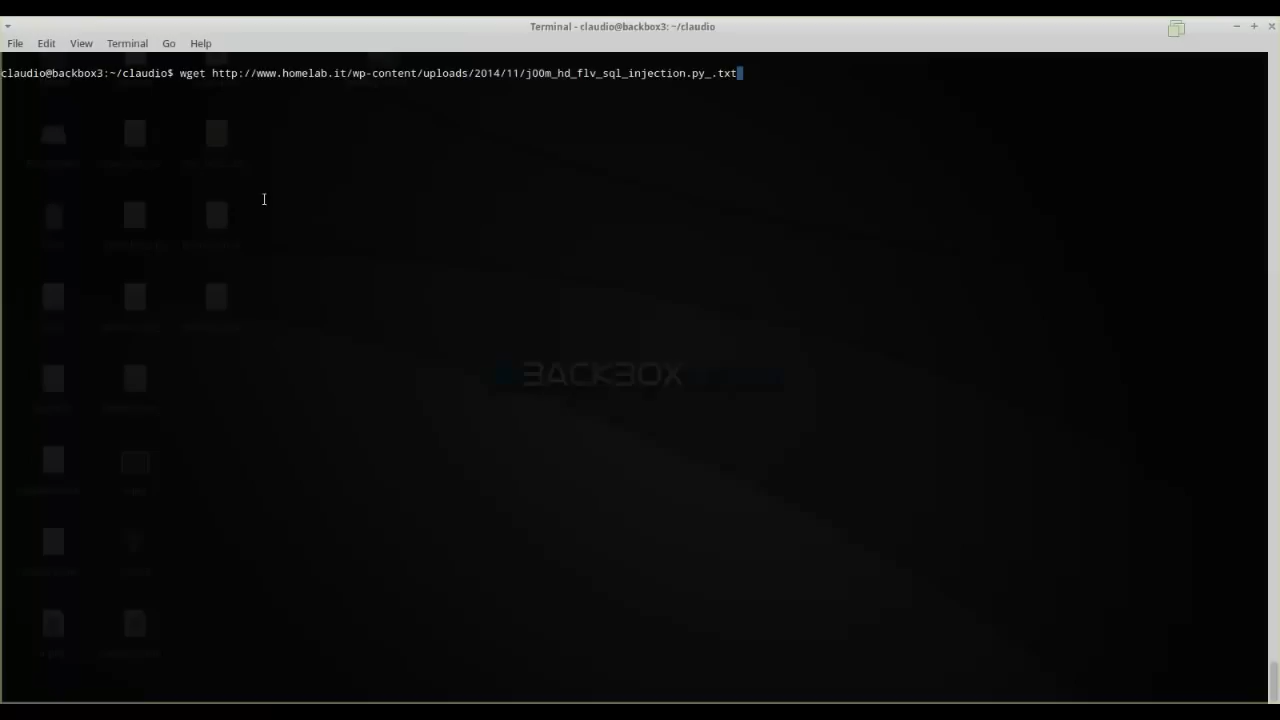 Terminal - claudio@backbox3: ~/claudio
File Edit View Terminal Go Help
claudio@backbox3:~/claudio$ wget http://www.homelab.it/wp-content/uploads/2014/11/j00m_hd_flv_sql_injection.py_.txt
BACKBOX